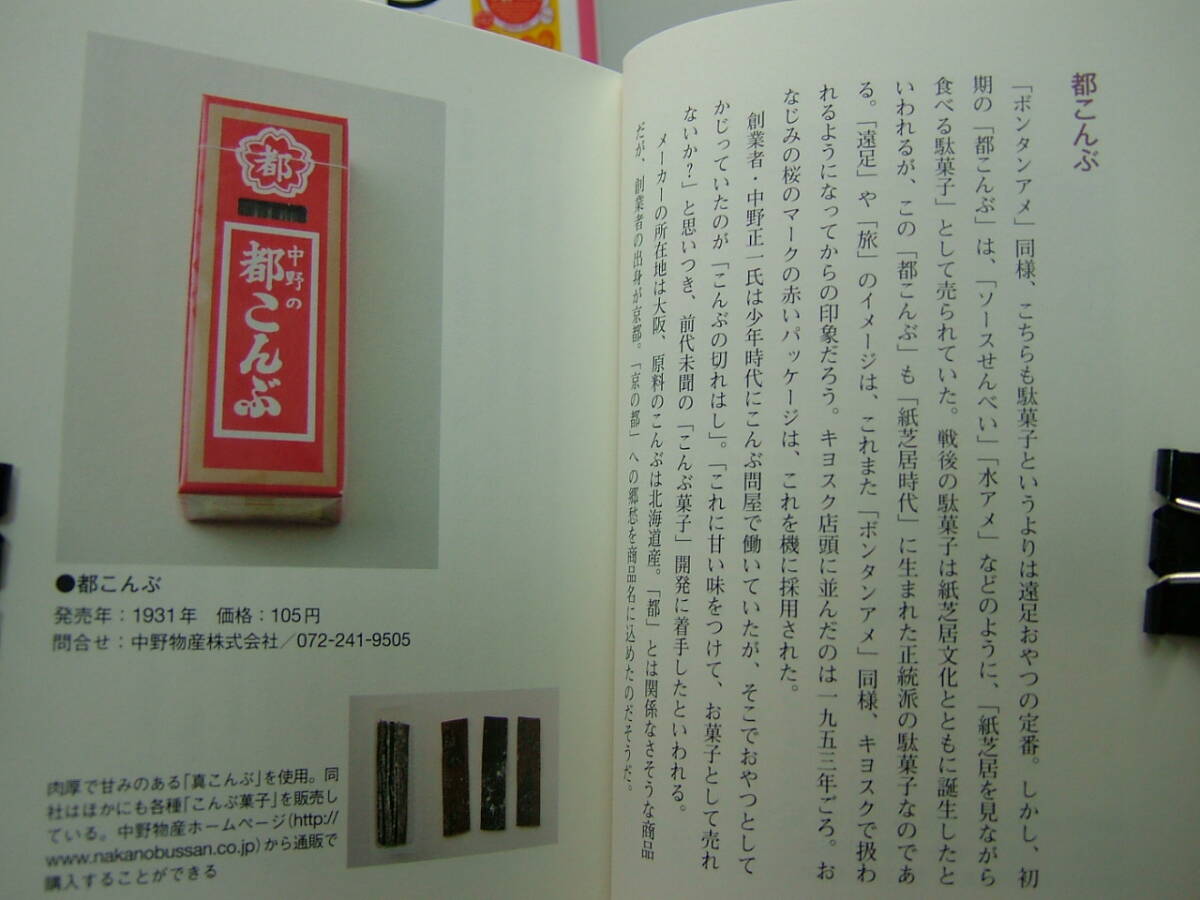 都こんぶ
「ボンタンアメ」同様、こちらも駄菓子というよりは遠足おやつの定番。しかし、初
期の「都こんぶ」は、「ソースせんべい」「水アメ」などのように、「紙芝居を見ながら
食べる駄菓子」として売られていた。戦後の駄菓子は紙芝居文化とともに誕生したと
いわれるが、この「都こんぶ」も「紙芝居時代」に生まれた正統派の駄菓子なのであ
る。「遠足」や「旅」のイメージは、これまた「ボンタンアメ」同様、キヨスクで扱わ
れるようになってからの印象だろう。キヨスク店頭に並んだのは一九五三年ごろ。お
なじみの桜のマークの赤いパッケージは、これを機に採用された。
創業者・中野正一氏は少年時代にこんぶ問屋で働いていたが、そこでおやつとして
かじっていたのが「こんぶの切れはし」。「これに甘い味をつけて、お菓子として売れ
ないか?」と思いつき、前代未聞の「こんぶ菓子」開発に着手したといわれる。
メーカーの所在地は大阪、原料のこんぶは北海道産。「都」とは関係なさそうな商品
だが、創業者の出身が京都。「京の都」への郷愁を商品名に込めたのだそうだ。
都
中野の
都こんぶ
●都こんぶ
発売年：1931年　価格：105円
問合せ：中野物産株式会社／072-241-9505
肉厚で甘みのある「真こんぶ」を使用。同
社はほかにも各種「こんぶ菓子」を販売し
ている。中野物産ホームページ(http://
www.nakanobussan.co.jp)から通販で
購入することができる